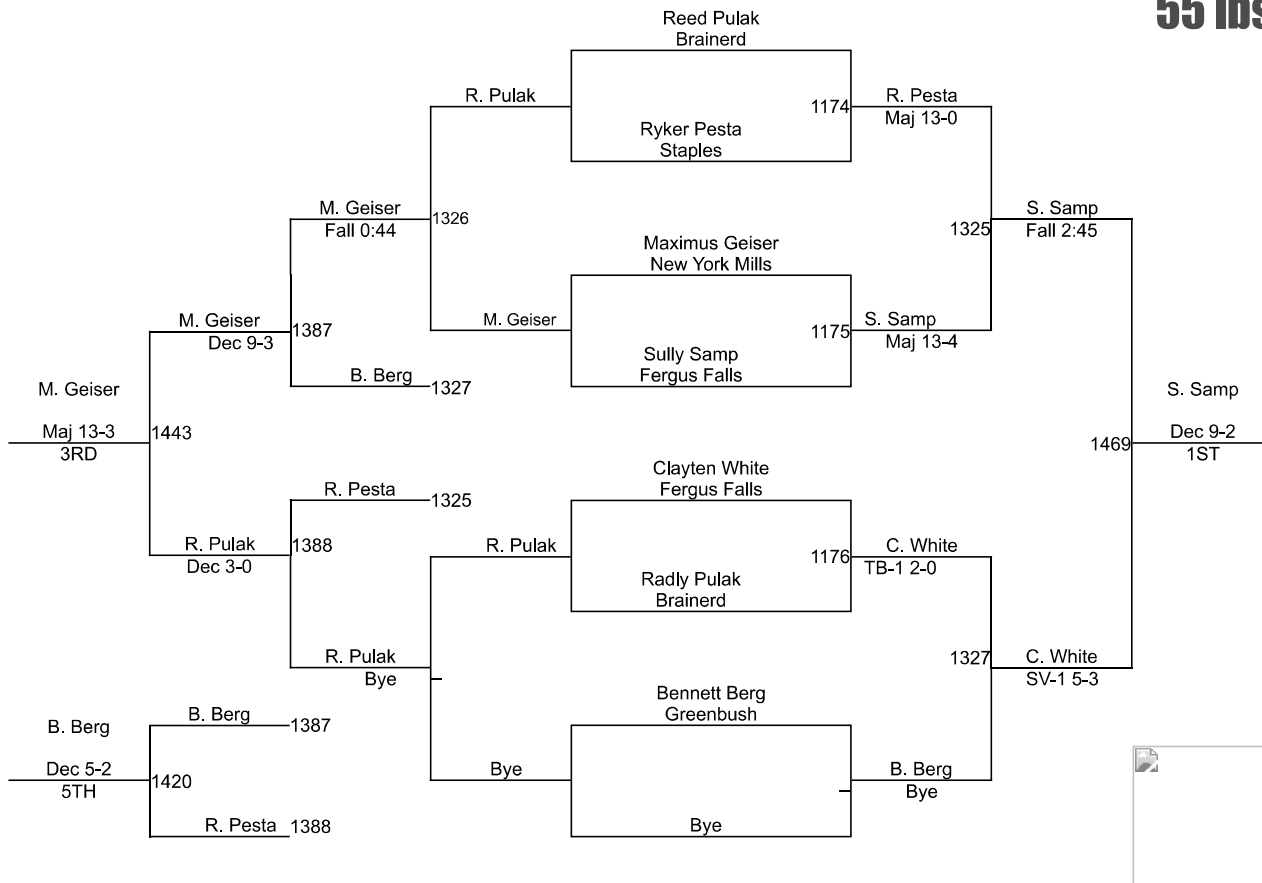 55 lbs
Reed Pulak
Brainerd
R. Pulak
1174
R. Pesta
Maj 13-0
Ryker Pesta
Staples
M. Geiser
Fall 0:44
1326
1325
S. Samp
Fall 2:45
Maximus Geiser
New York Mills
M. Geiser
Dec 9-3
1387
M. Geiser
1175
S. Samp
Maj 13-4
Sully Samp
Fergus Falls
B. Berg
1327
M. Geiser
Maj 13-3
3RD
1443
1469
S. Samp
Dec 9-2
1ST
Clayten White
Fergus Falls
R. Pesta
1325
R. Pulak
Dec 3-0
1388
R. Pulak
1176
C. White
TB-1 2-0
Radly Pulak
Brainerd
R. Pulak
Bye
1327
C. White
SV-1 5-3
Bennett Berg
Greenbush
B. Berg
Dec 5-2
5TH
B. Berg
1387
1420
R. Pesta
1388
Bye
B. Berg
Bye
Bye